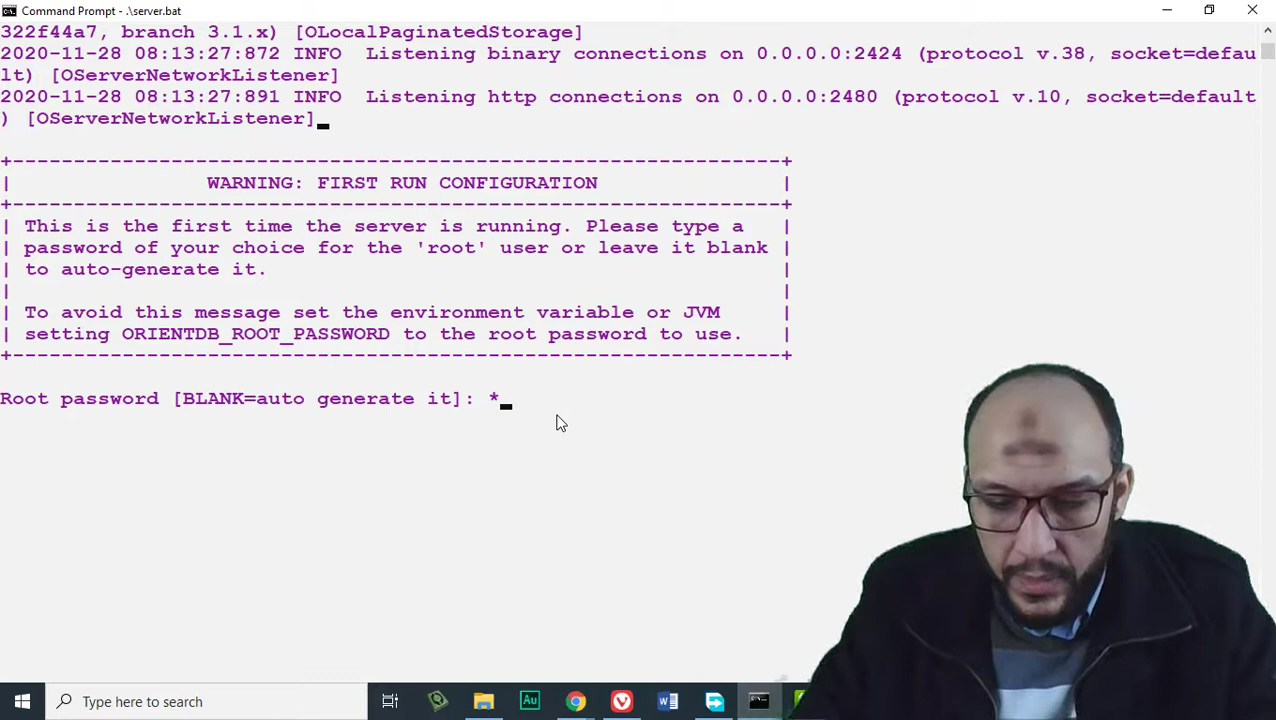 Command Prompt - .\server.bat
322f44a7, branch 3.1.x) [OLocalPaginatedStorage]
2020-11-28 08:13:27:872 INFO  Listening binary connections on 0.0.0.0:2424 (protocol v.38, socket=defau
lt) [OServerNetworkListener]
2020-11-28 08:13:27:891 INFO  Listening http connections on 0.0.0.0:2480 (protocol v.10, socket=default
) [OServerNetworkListener]
+---------------------------------------------------------------+
|                WARNING: FIRST RUN CONFIGURATION               |
+---------------------------------------------------------------+
| This is the first time the server is running. Please type a   |
| password of your choice for the 'root' user or leave it blank |
| to auto-generate it.                                          |
|                                                               |
| To avoid this message set the environment variable or JVM     |
| setting ORIENTDB_ROOT_PASSWORD to the root password to use.   |
+---------------------------------------------------------------+
Root password [BLANK=auto generate it]: *
Type here to search
Au